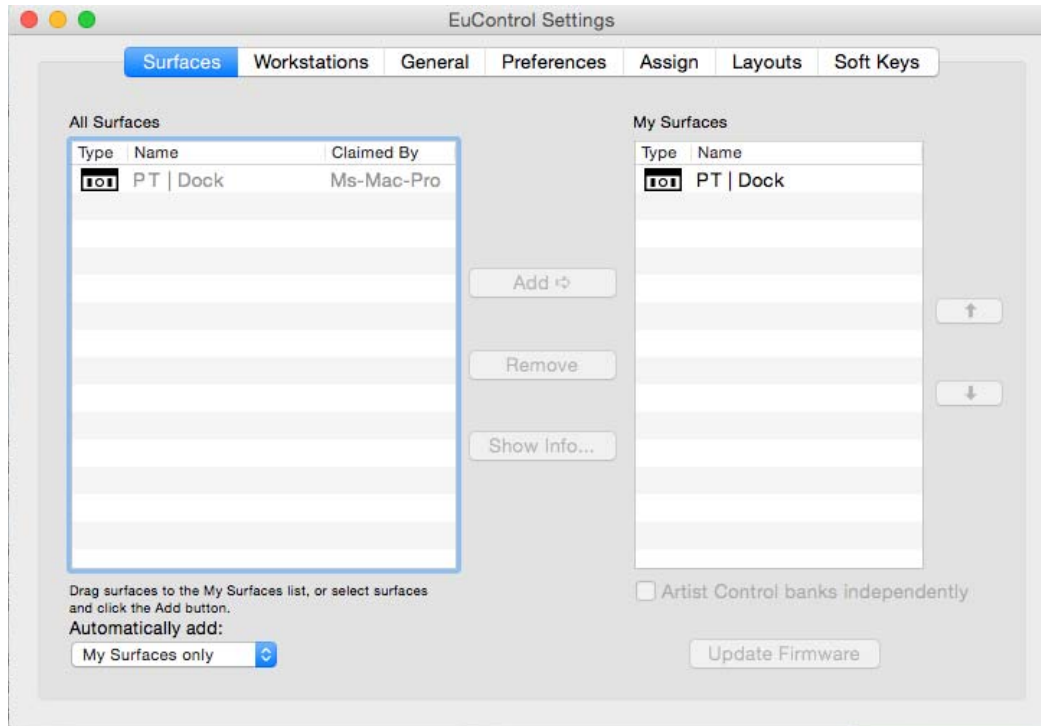 EuControl Settings
Surfaces Workstations General Preferences Assign Layouts Soft Keys
All Surfaces
Type Name Claimed By
PT | Dock Ms-Mac-Pro
Add
Remove
Show Info...
My Surfaces
Type Name
PT | Dock
Drag surfaces to the My Surfaces list, or select surfaces
and click the Add button.
Automatically add:
My Surfaces only
Artist Control banks independently
Update Firmware